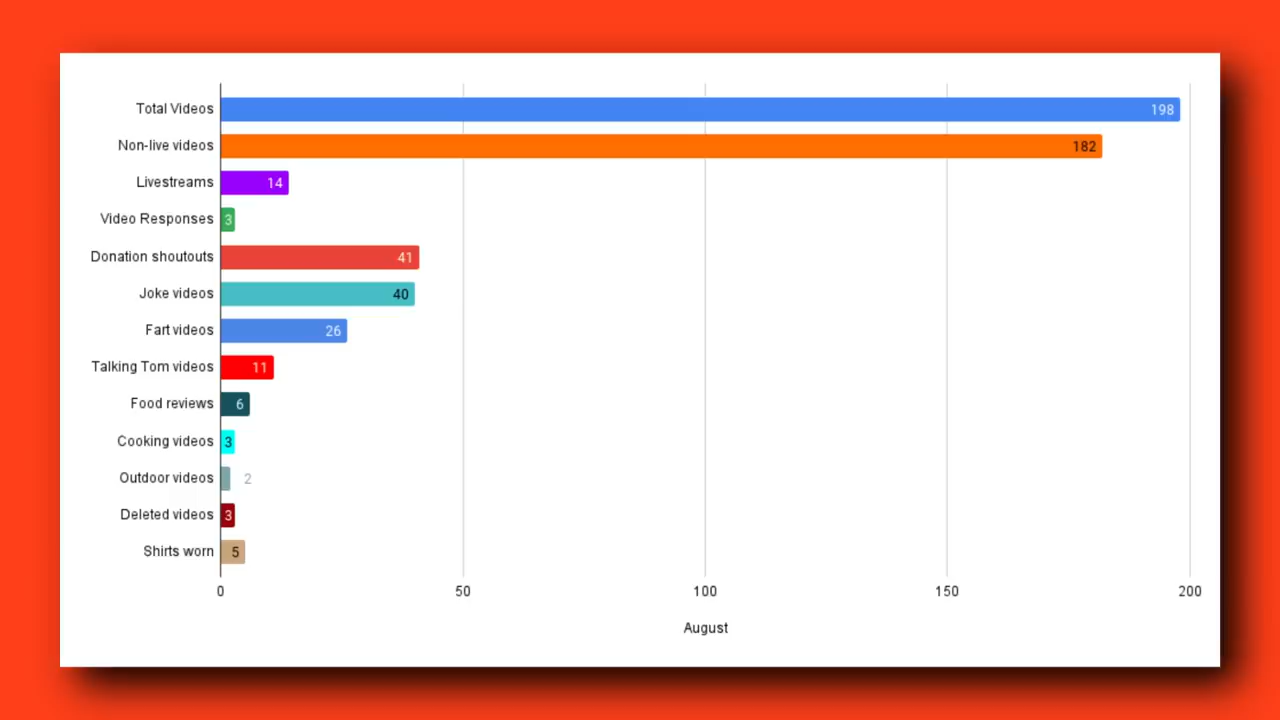 Total Videos 198
Non-live videos 182
Livestreams 14
Video Responses 3
Donation shoutouts 41
Joke videos 40
Fart videos 26
Talking Tom videos 11
Food reviews 6
Cooking videos 3
Outdoor videos 2
Deleted videos 3
Shirts worn 5
0 50 100 150 200
August